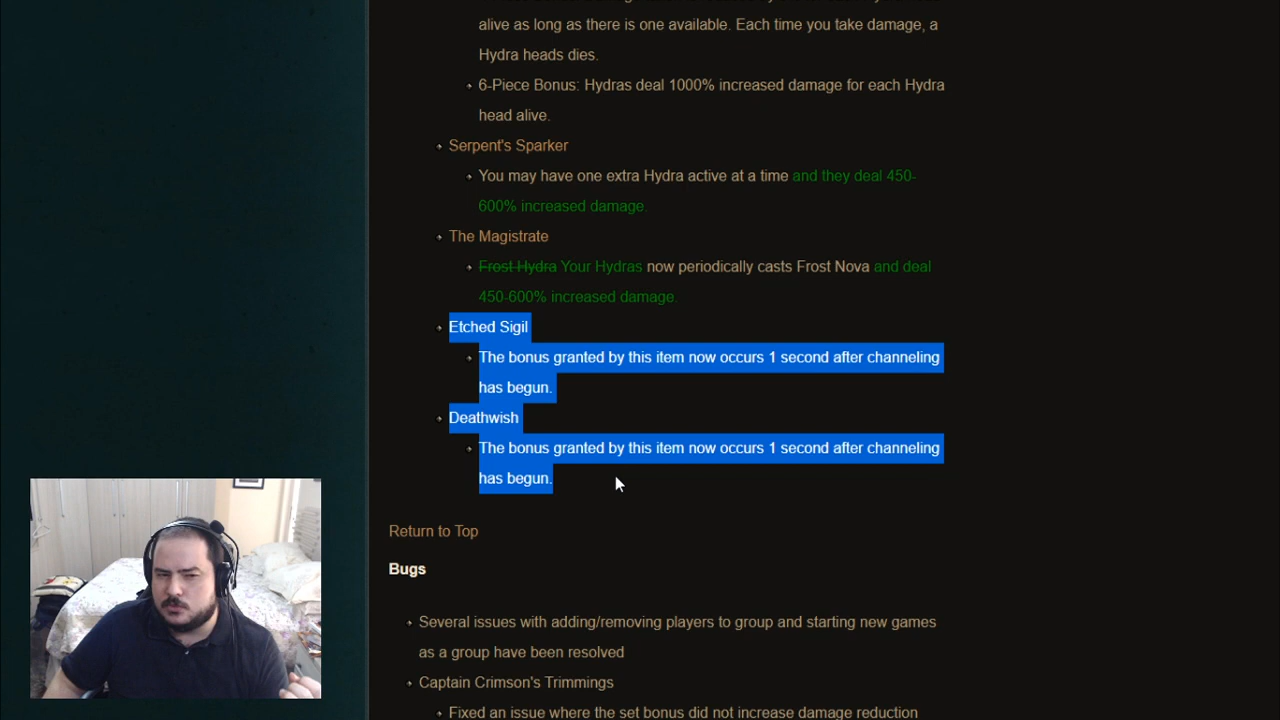 alive as long as there is one available. Each time you take damage, a
Hydra heads dies.
6-Piece Bonus: Hydras deal 1000% increased damage for each Hydra
head alive.
Serpent's Sparker
You may have one extra Hydra active at a time and they deal 450-
600% increased damage.
The Magistrate
Frost Hydra Your Hydras now periodically casts Frost Nova and deal
450-600% increased damage.
Etched Sigil
The bonus granted by this item now occurs 1 second after channeling
has begun.
Deathwish
The bonus granted by this item now occurs 1 second after channeling
has begun.
Return to Top
Bugs
Several issues with adding/removing players to group and starting new games
as a group have been resolved
Captain Crimson's Trimmings
Fixed an issue where the set bonus did not increase damage reduction